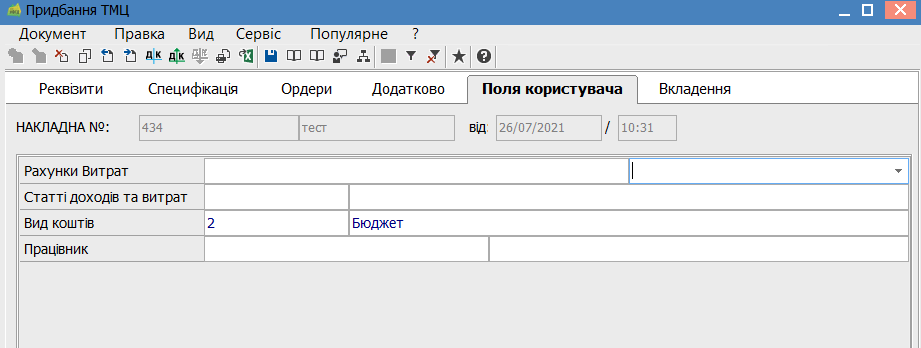 Придбання ТМЦ
Документ Правка Вид Сервіс Популярне ?
Реквізити Специфікація Ордери Додатково Поля користувача Вкладення
НАКЛАДНА №: 434 тест від 26/07/2021 / 10:31
Рахунки Витрат
Статті доходів та витрат
Вид коштів 2 Бюджет
Працівник